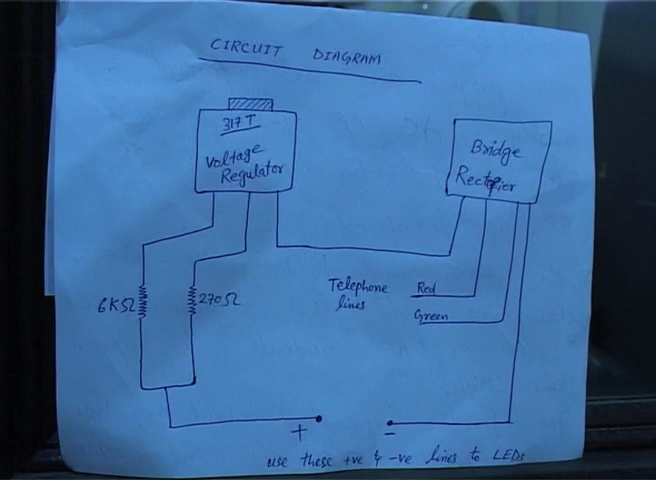 CIRCUIT DIAGRAM
317T
Voltage
Regulator
Bridge
Rectifier
6KΩ
270Ω
Telephone
lines
Red
Green
+
-
use these +ve & -ve lines to LEDs